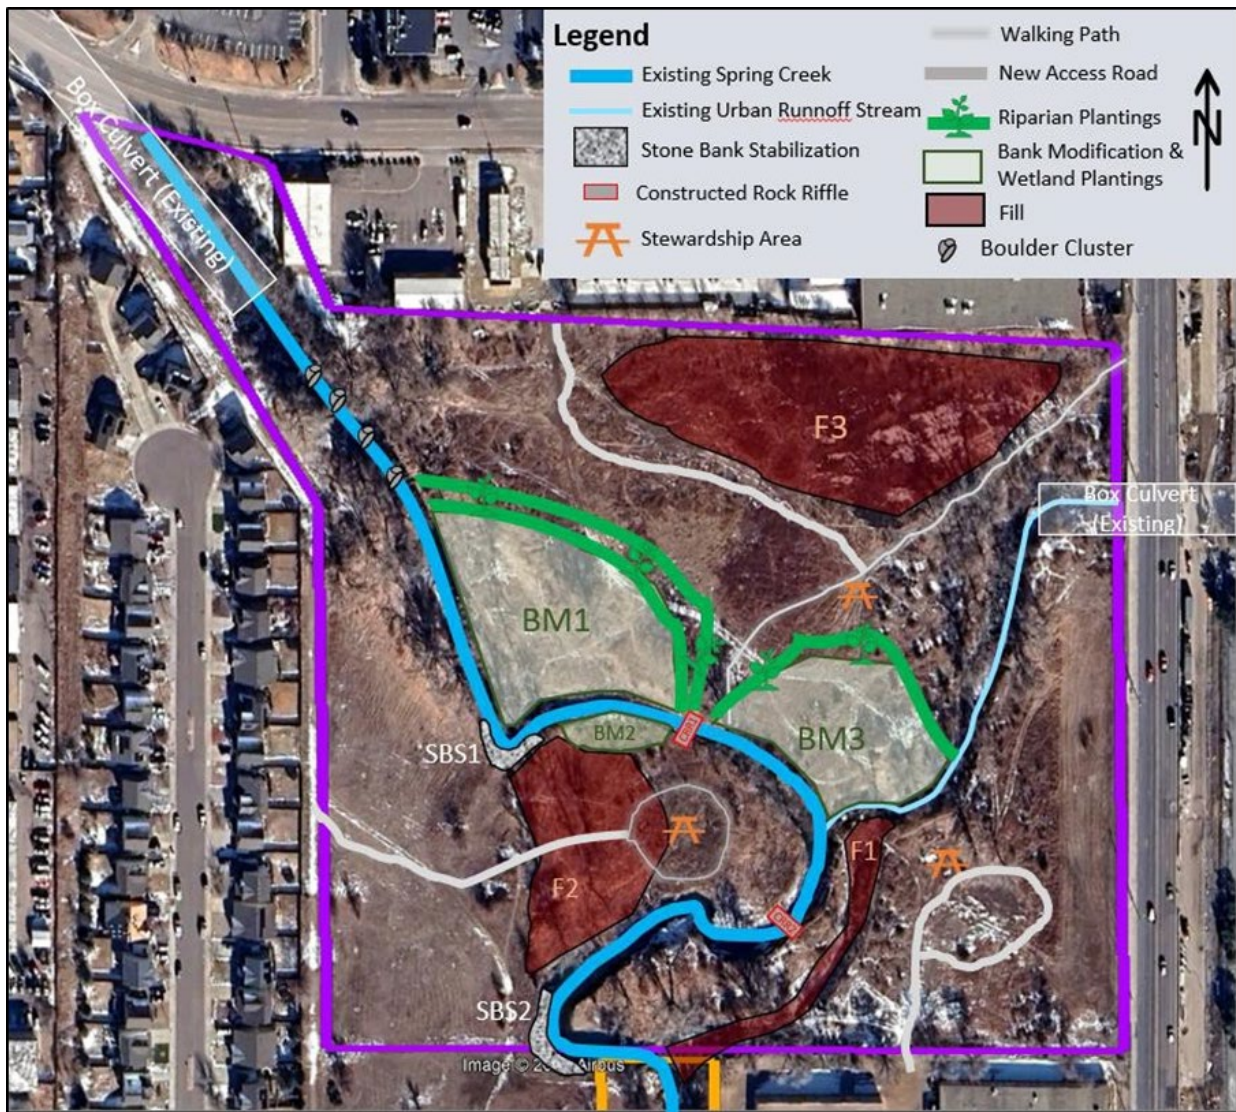 Legend
Existing Spring Creek
Existing Urban Runnoff Stream
Stone Bank Stabilization
Constructed Rock Riffle
Stewardship Area
Walking Path
New Access Road
Riparian Plantings
Bank Modification &
Wetland Plantings
Fill
Boulder Cluster
N
Box Culvert (Existing)
F3
Box Culvert
(Existing)
BM1
BM2
BM3
SBS1
F1
F2
SBS2
Image © 20 Airbus